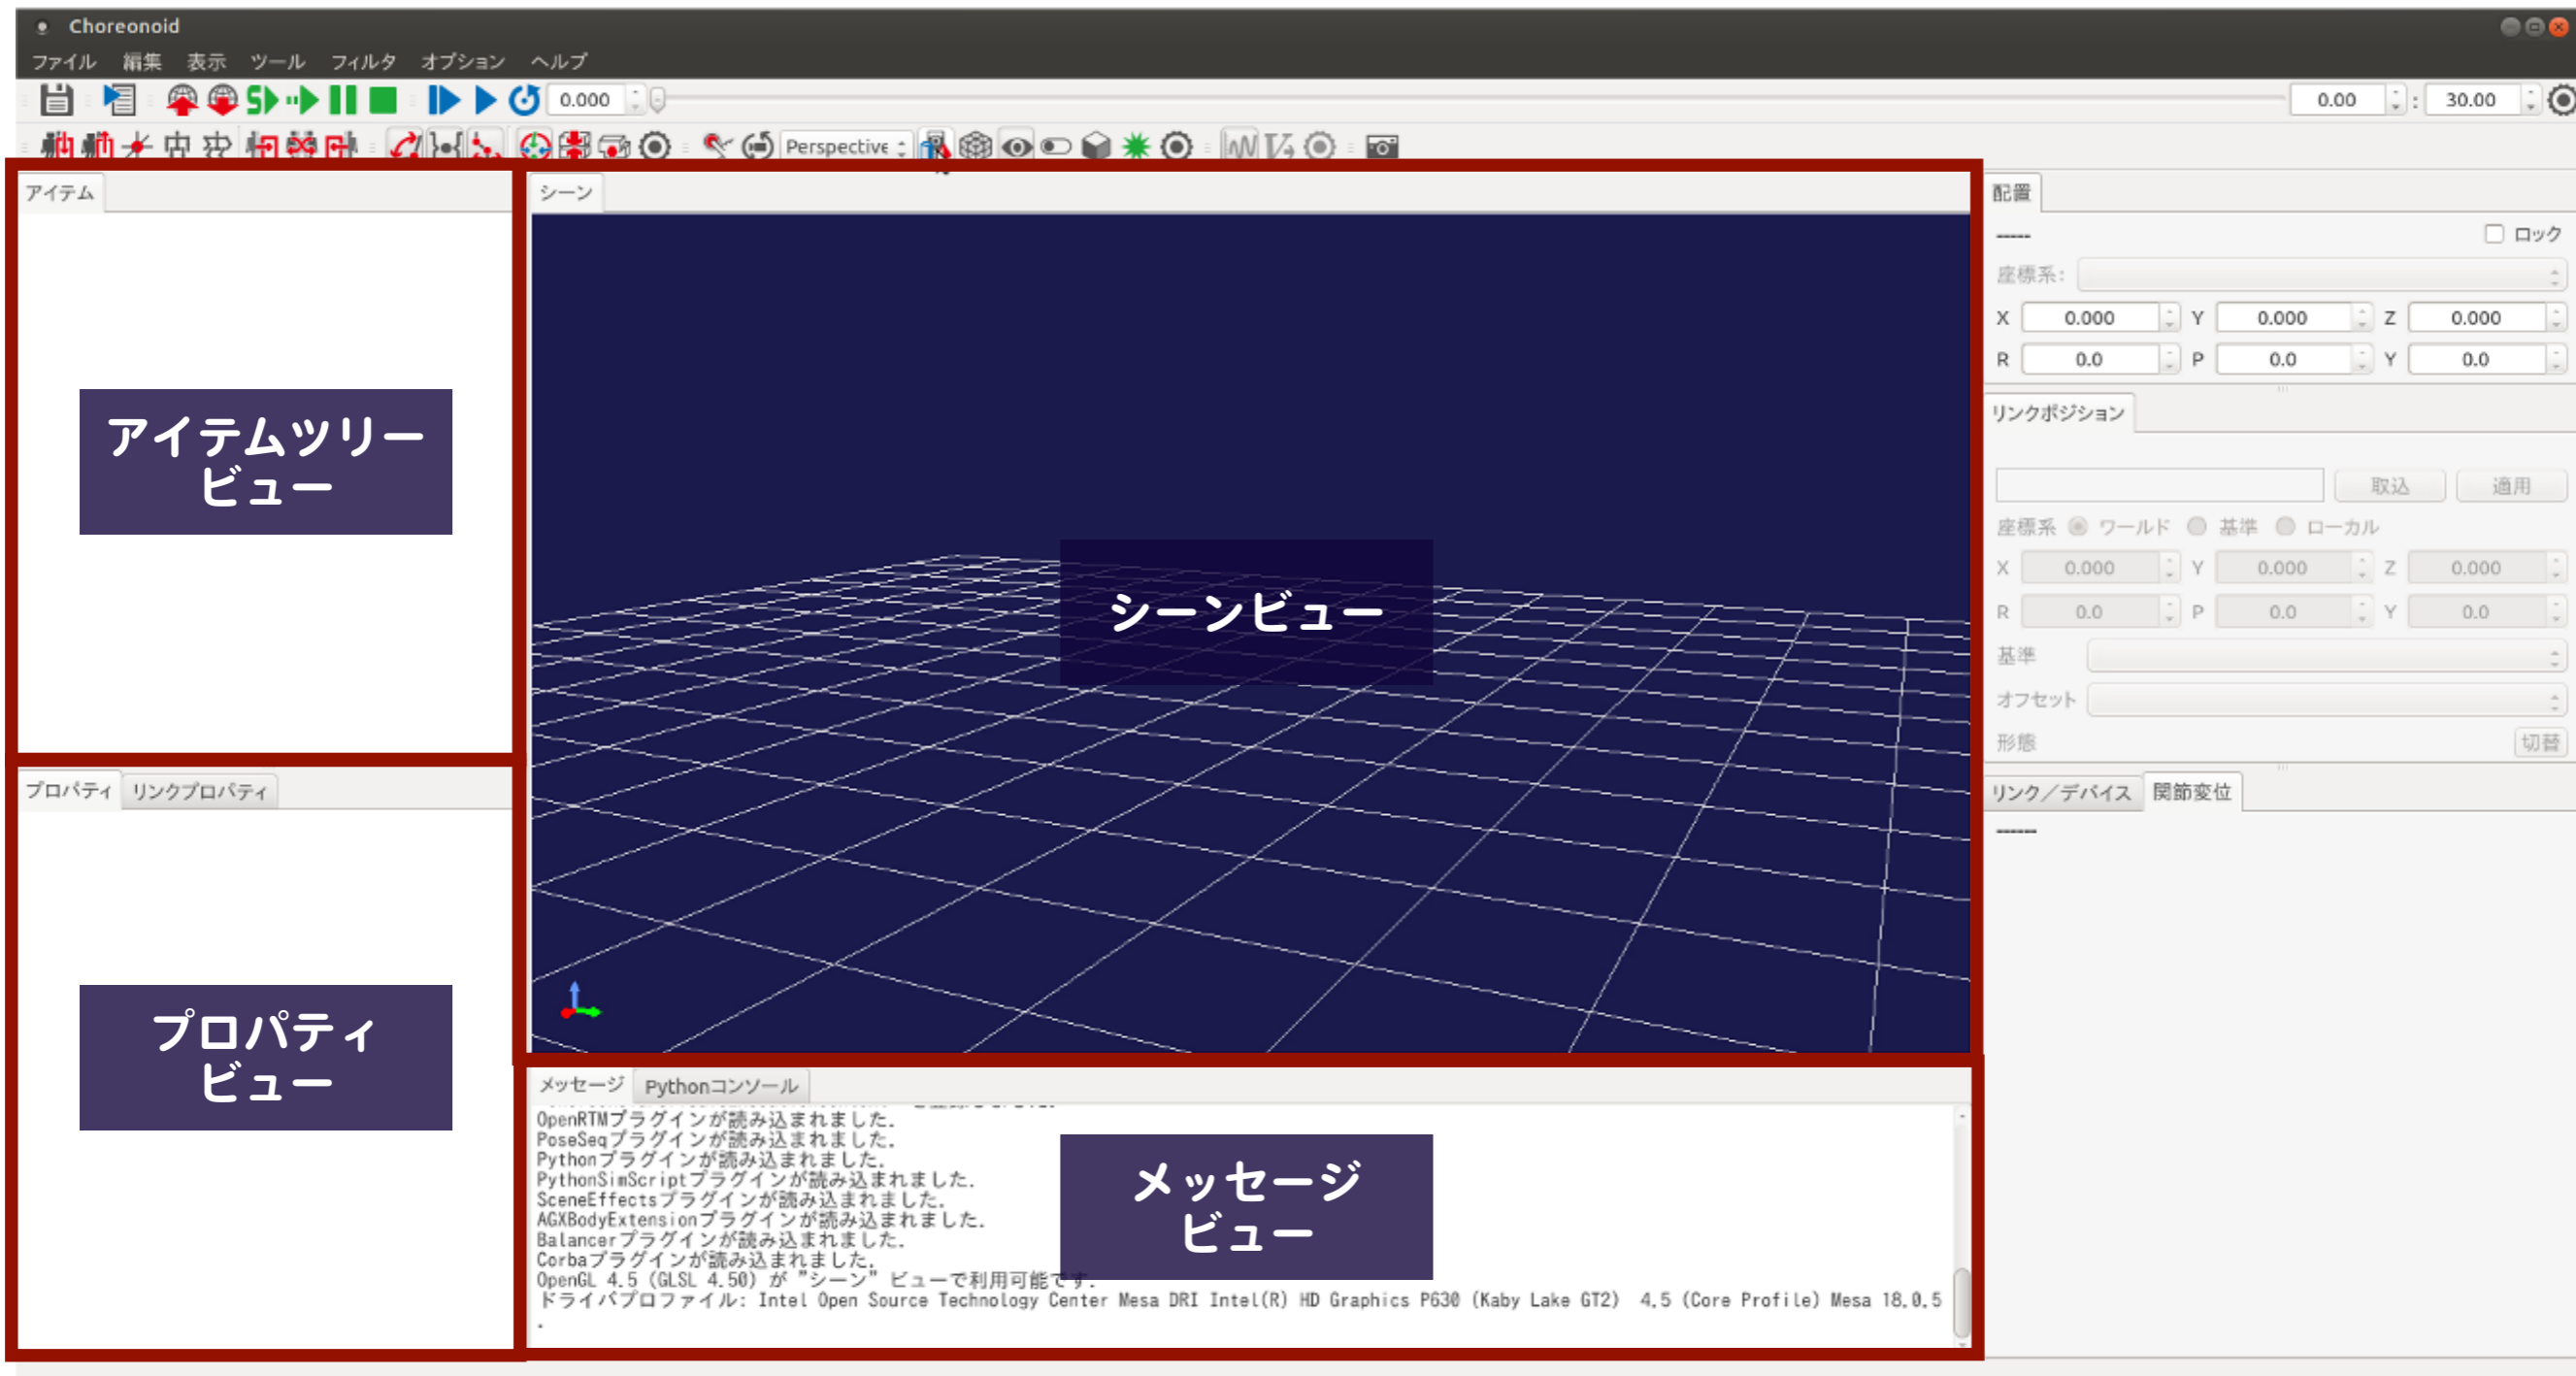 Choreonoid
ファイル 編集 表示 ツール フィルタ オプション ヘルプ
0.000 0.00 : 30.00
Perspective
アイテム
アイテムツリー
ビュー
プロパティ リンクプロパティ
プロパティ
ビュー
シーン
シーンビュー
メッセージ Pythonコンソール
OpenRTMプラグインが読み込まれました.
PoseSeqプラグインが読み込まれました.
Pythonプラグインが読み込まれました.
PythonSimScriptプラグインが読み込まれました.
SceneEffectsプラグインが読み込まれました.
AGXBodyExtensionプラグインが読み込まれました.
Balancerプラグインが読み込まれました.
Corbaプラグインが読み込まれました.
OpenGL 4.5 (GLSL 4.50) が "シーン" ビューで利用可能です.
ドライバプロファイル: Intel Open Source Technology Center Mesa DRI Intel(R) HD Graphics P630 (Kaby Lake GT2) 4.5 (Core Profile) Mesa 18.0.5
.
メッセージ
ビュー
配置
----- ロック
座標系:
X 0.000 Y 0.000 Z 0.000
R 0.0 P 0.0 Y 0.0
リンクポジション
取込 適用
座標系 ワールド 基準 ローカル
X 0.000 Y 0.000 Z 0.000
R 0.0 P 0.0 Y 0.0
基準
オフセット
形態 切替
リンク／デバイス 関節変位
------